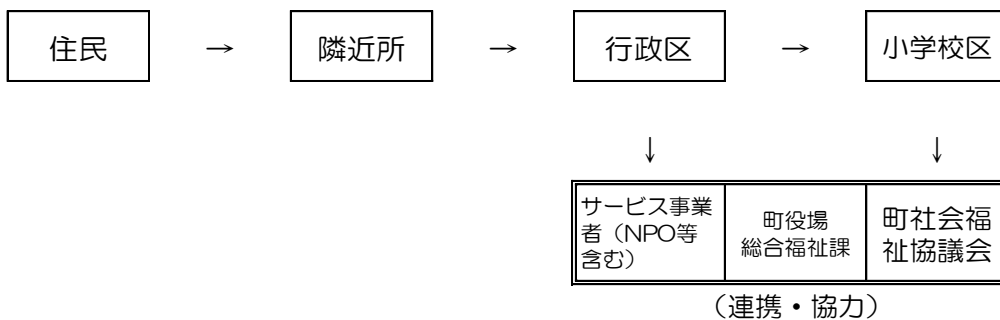 住民 → 隣近所 → 行政区 → 小学校区
↓ ↓
サービス事業
者（NPO等
含む）
町役場
総合福祉課
町社会福
祉協議会
（連携・協力）